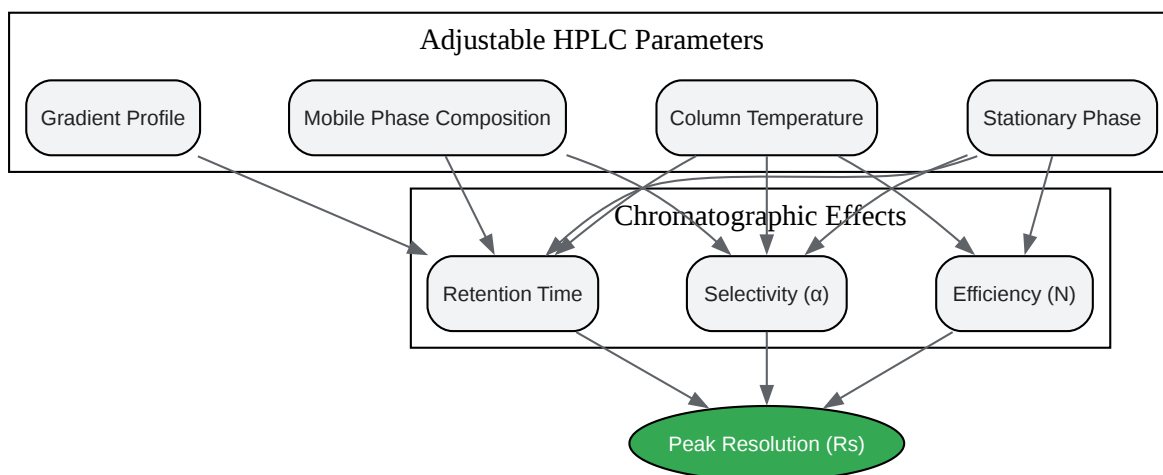 Adjustable HPLC Parameters
Gradient Profile
Mobile Phase Composition
Column Temperature
Stationary Phase
Chromatographic Effects
Retention Time
Selectivity (α)
Efficiency (N)
Peak Resolution (Rs)